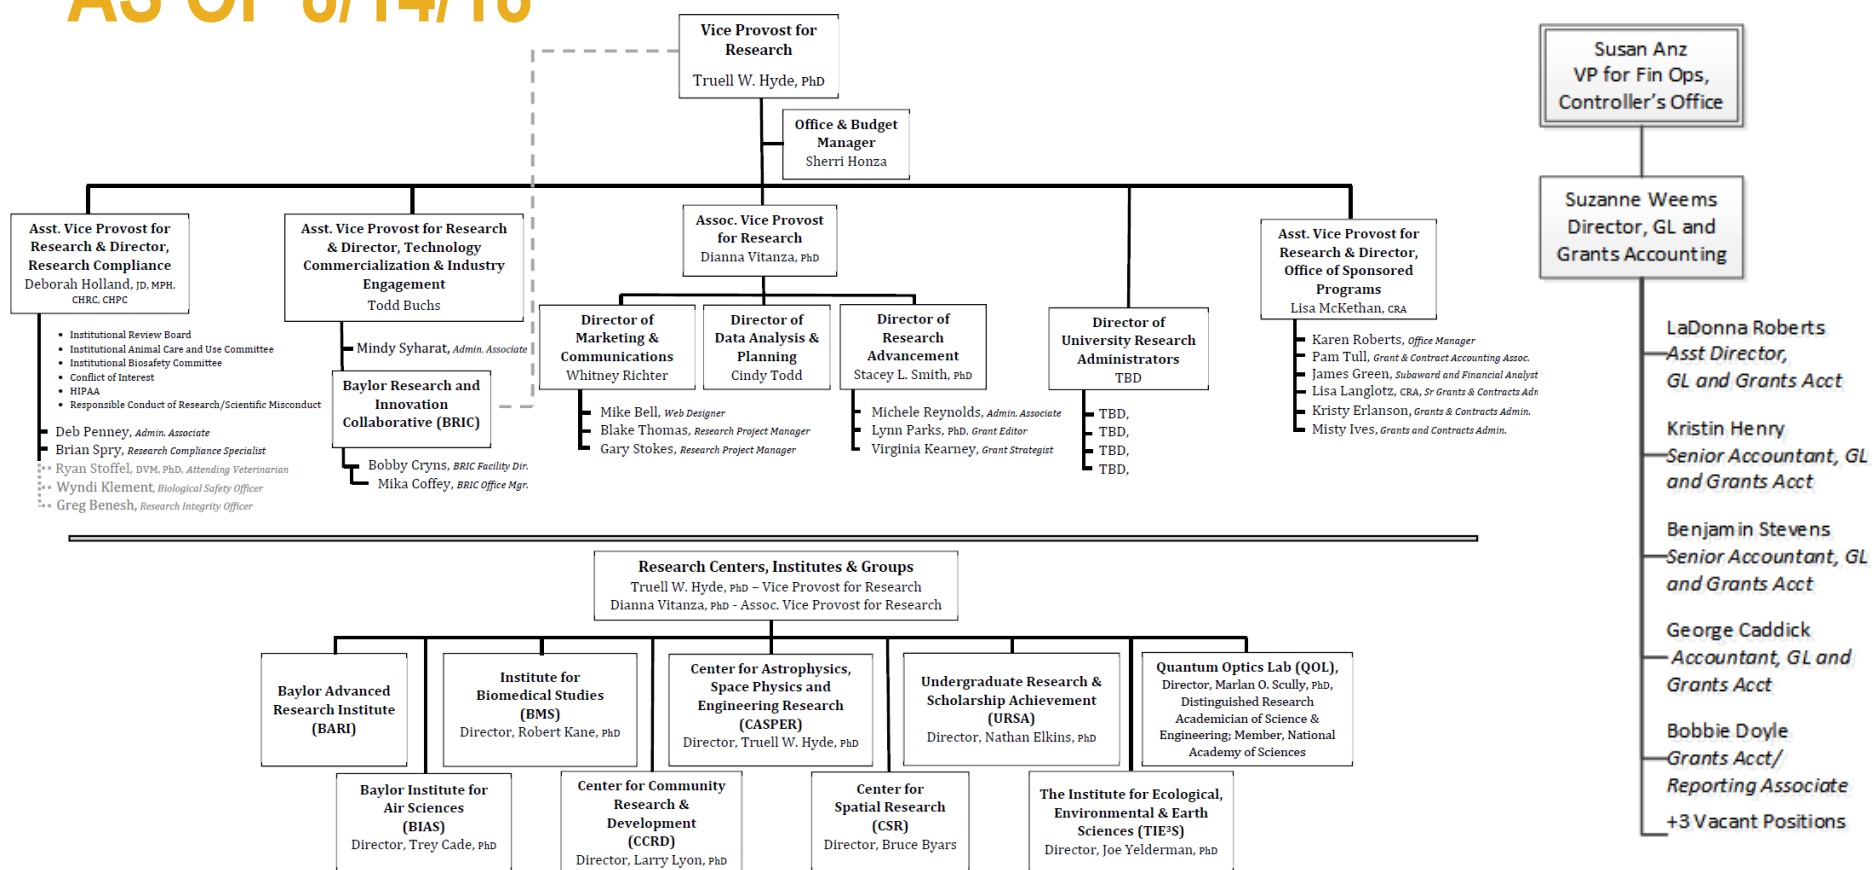 AS OF 8/14/18
Vice Provost for
Research
Truell W. Hyde, PhD
Office & Budget
Manager
Sherri Honza
Asst. Vice Provost for
Research & Director,
Research Compliance
Deborah Holland, JD, MPH,
CHRC, CHPC
• Institutional Review Board
• Institutional Animal Care and Use Committee
• Institutional Biosafety Committee
• Conflict of Interest
• HIPAA
• Responsible Conduct of Research/Scientific Misconduct
Deb Penney, Admin. Associate
Brian Spry, Research Compliance Specialist
Ryan Stoffel, DVM, PhD, Attending Veterinarian
Wyndi Klement, Biological Safety Officer
Greg Benesh, Research Integrity Officer
Asst. Vice Provost for Research
& Director, Technology
Commercialization & Industry
Engagement
Todd Buchs
Mindy Syharat, Admin. Associate
Baylor Research and
Innovation
Collaborative (BRIC)
Bobby Cryns, BRIC Facility Dir.
Mika Coffey, BRIC Office Mgr.
Assoc. Vice Provost
for Research
Dianna Vitanza, PhD
Director of
Marketing &
Communications
Whitney Richter
Mike Bell, Web Designer
Blake Thomas, Research Project Manager
Gary Stokes, Research Project Manager
Director of
Data Analysis &
Planning
Cindy Todd
Director of
Research
Advancement
Stacey L. Smith, PhD
Michele Reynolds, Admin. Associate
Lynn Parks, PhD, Grant Editor
Virginia Kearney, Grant Strategist
Director of
University Research
Administrators
TBD
TBD,
TBD,
TBD,
TBD,
Asst. Vice Provost for
Research & Director,
Office of Sponsored
Programs
Lisa McKethan, CRA
Karen Roberts, Office Manager
Pam Tull, Grant & Contract Accounting Assoc.
James Green, Subaward and Financial Analyst
Lisa Langlotz, CRA, Sr Grants & Contracts Adm
Kristy Erlanson, Grants & Contracts Admin.
Misty Ives, Grants and Contracts Admin.
Research Centers, Institutes & Groups
Truell W. Hyde, PhD – Vice Provost for Research
Dianna Vitanza, PhD - Assoc. Vice Provost for Research
Baylor Advanced
Research Institute
(BARI)
Institute for
Biomedical Studies
(BMS)
Director, Robert Kane, PhD
Center for Astrophysics,
Space Physics and
Engineering Research
(CASPER)
Director, Truell W. Hyde, PhD
Undergraduate Research &
Scholarship Achievement
(URSA)
Director, Nathan Elkins, PhD
Quantum Optics Lab (QOL),
Director, Marlan O. Scully, PhD,
Distinguished Research
Academician of Science &
Engineering; Member, National
Academy of Sciences
Baylor Institute for
Air Sciences
(BIAS)
Director, Trey Cade, PhD
Center for Community
Research &
Development
(CCRD)
Director, Larry Lyon, PhD
Center for
Spatial Research
(CSR)
Director, Bruce Byars
The Institute for Ecological,
Environmental & Earth
Sciences (TIE³S)
Director, Joe Yelderman, PhD
Susan Anz
VP for Fin Ops,
Controller's Office
Suzanne Weems
Director, GL and
Grants Accounting
LaDonna Roberts
Asst Director,
GL and Grants Acct
Kristin Henry
Senior Accountant, GL
and Grants Acct
Benjamin Stevens
Senior Accountant, GL
and Grants Acct
George Caddick
Accountant, GL and
Grants Acct
Bobbie Doyle
Grants Acct/
Reporting Associate
+3 Vacant Positions